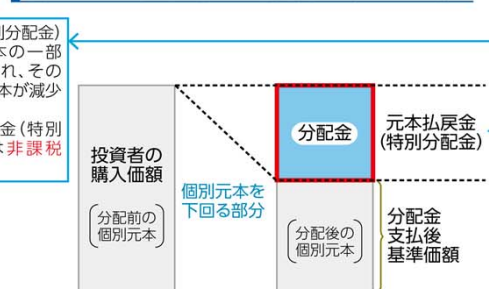 別分配金)
本の一部
れ、その
本が減少
金(特別
非課税
投資者の
購入価額
分配前の
個別元本
個別元本を
下回る部分
分配金
分配後の
個別元本
元本払戻金
(特別分配金)
分配金
支払後
基準価額